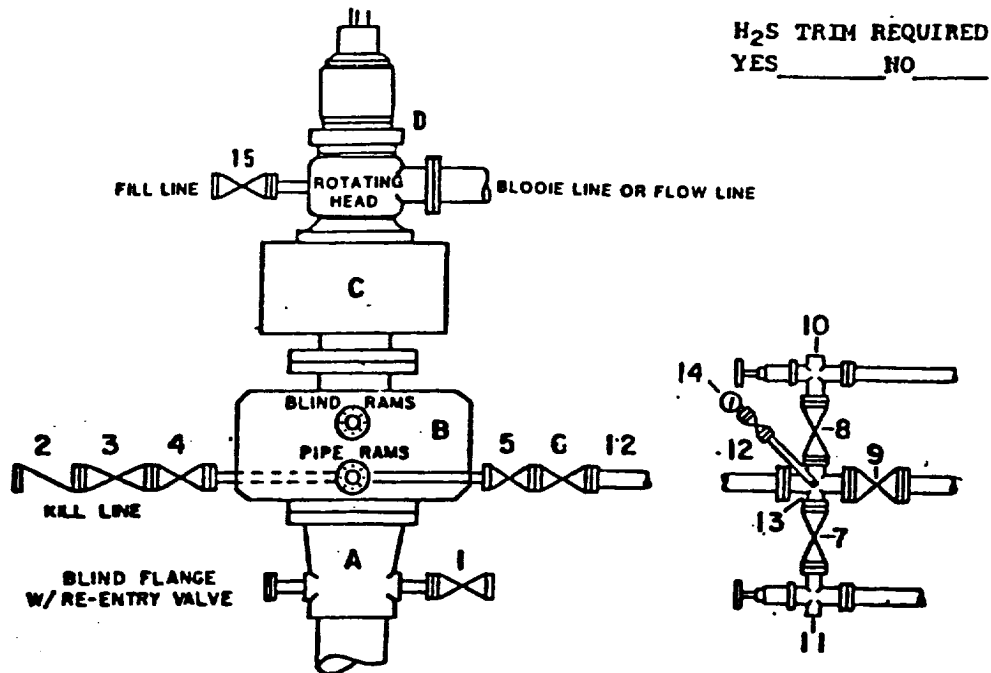 H2S TRIM REQUIRED
YES______NO______
D
15
FILL LINE
ROTATING
HEAD
BLOOIE LINE OR FLOW LINE
C
10
14
BLIND RAMS
B
8
2 3 4
PIPE RAMS
5 6 12
12
9
KILL LINE
13
7
A
1
BLIND FLANGE
W/RE-ENTRY VALVE
11